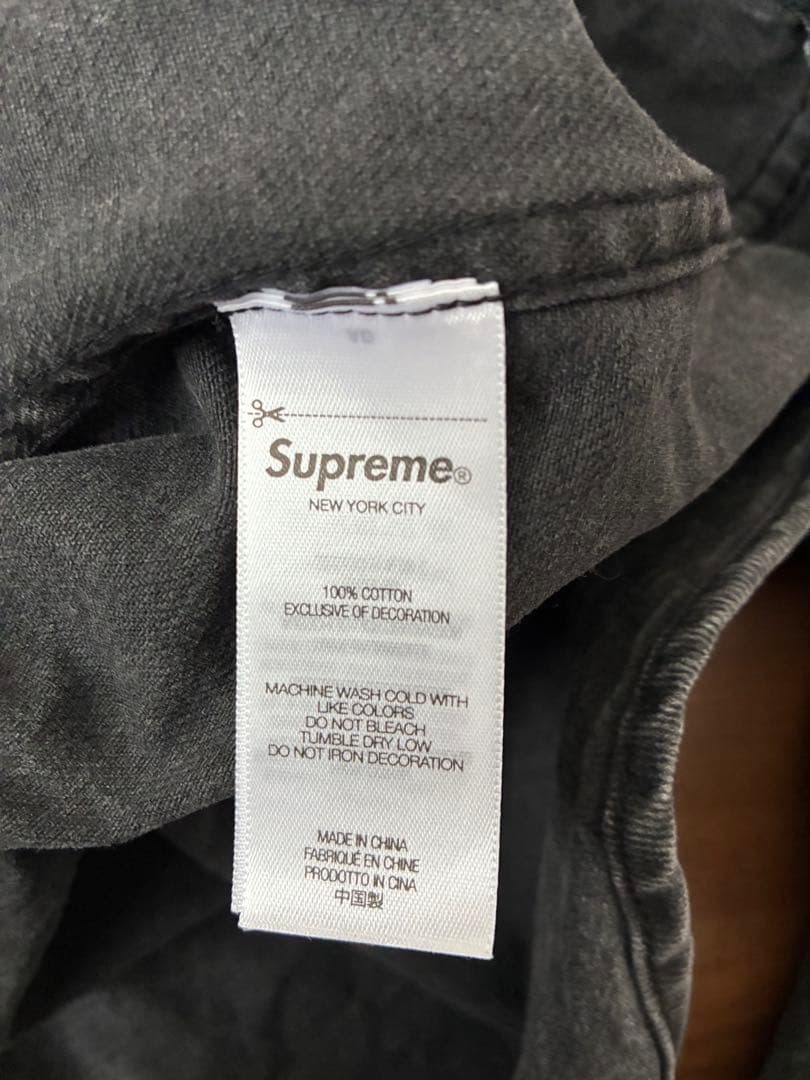 Supreme®
NEW YORK CITY
100% COTTON
EXCLUSIVE OF DECORATION
MACHINE WASH COLD WITH
LIKE COLORS
DO NOT BLEACH
TUMBLE DRY LOW
DO NOT IRON DECORATION
MADE IN CHINA
FABRIQUÉ EN CHINE
PRODOTTO IN CINA
中国製